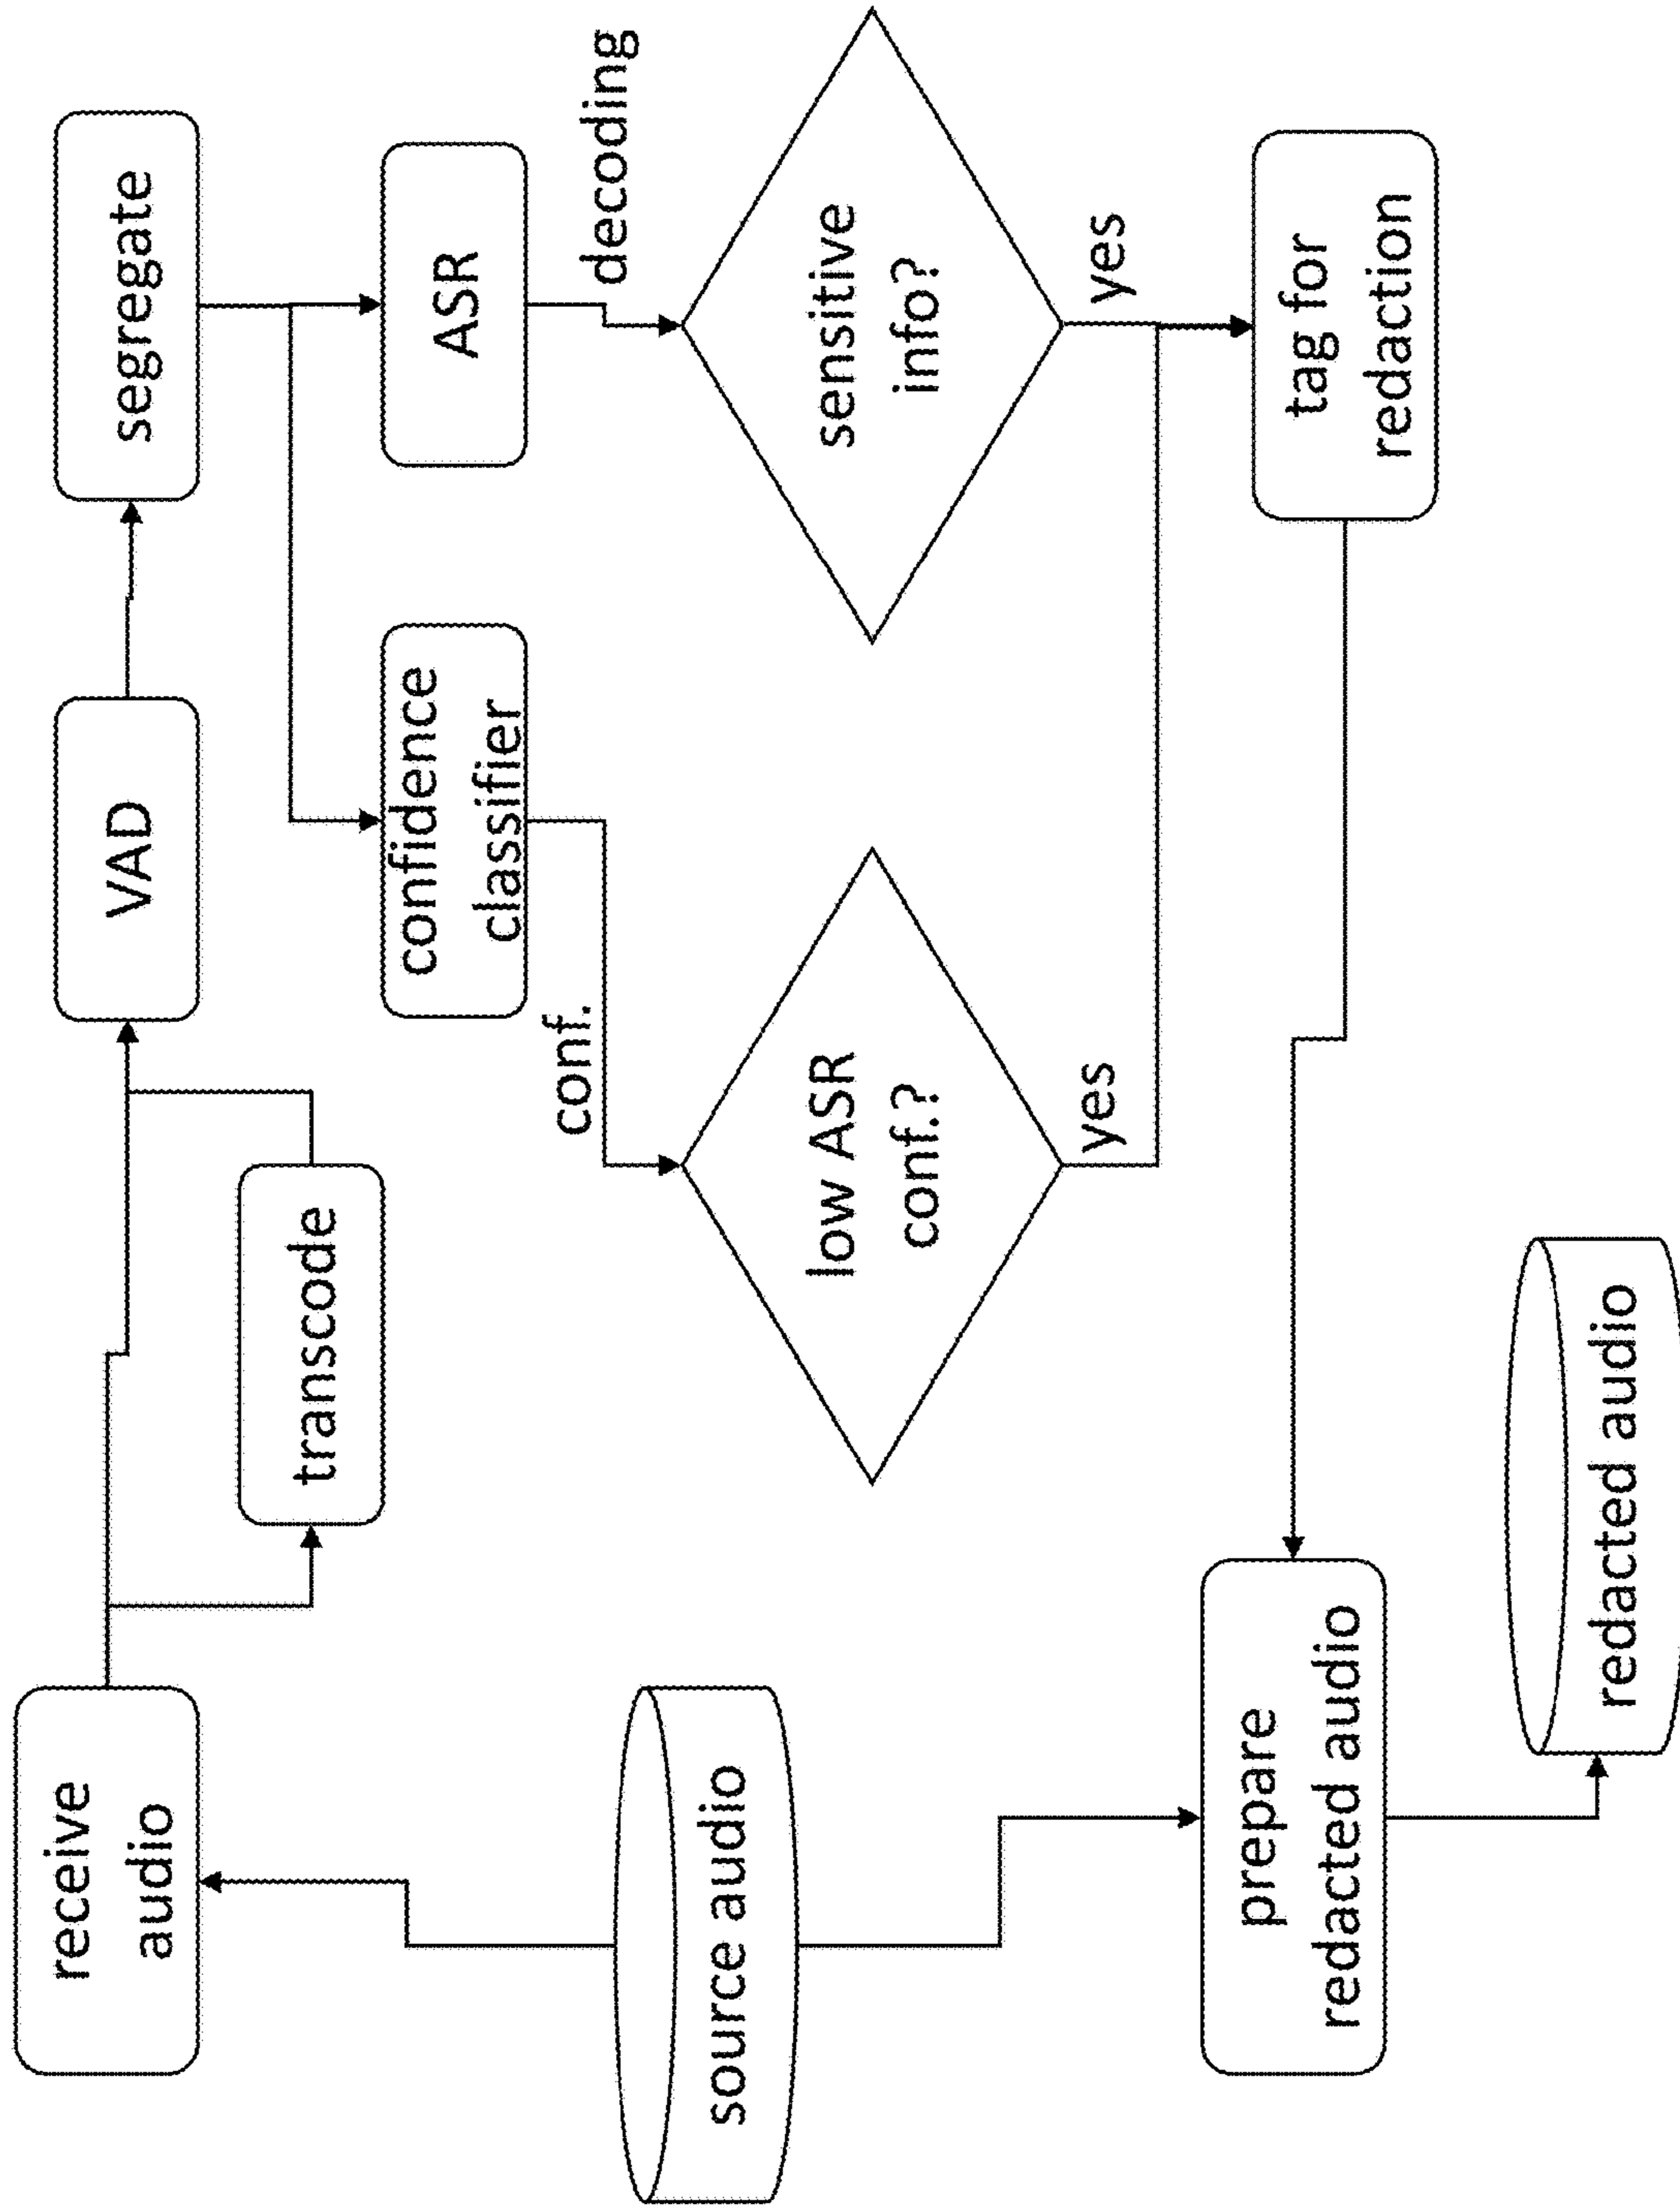 receive
audio
VAD
segregate
transcode
confidence
classifier
ASR
conf.
decoding
source audio
low ASR
conf.?
sensitive
info?
yes
yes
prepare
redacted audio
tag for
redaction
redacted audio